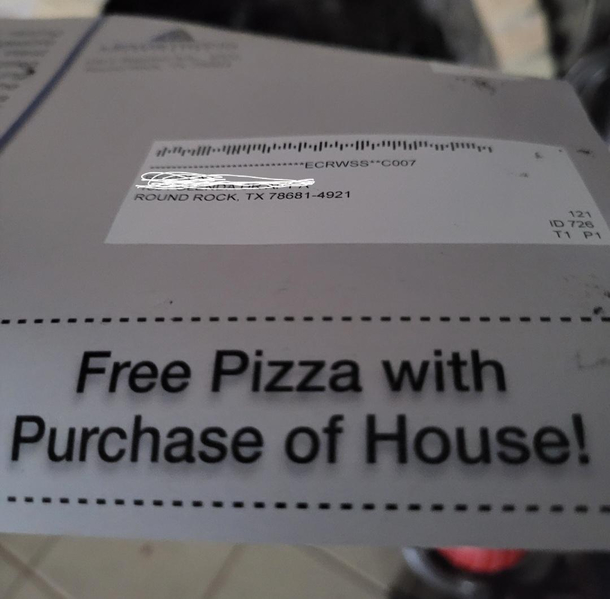 ECRWSS**C007
ROUND ROCK, TX 78681-4921
121
ID 726
T1 P1
Free Pizza with
Purchase of House!